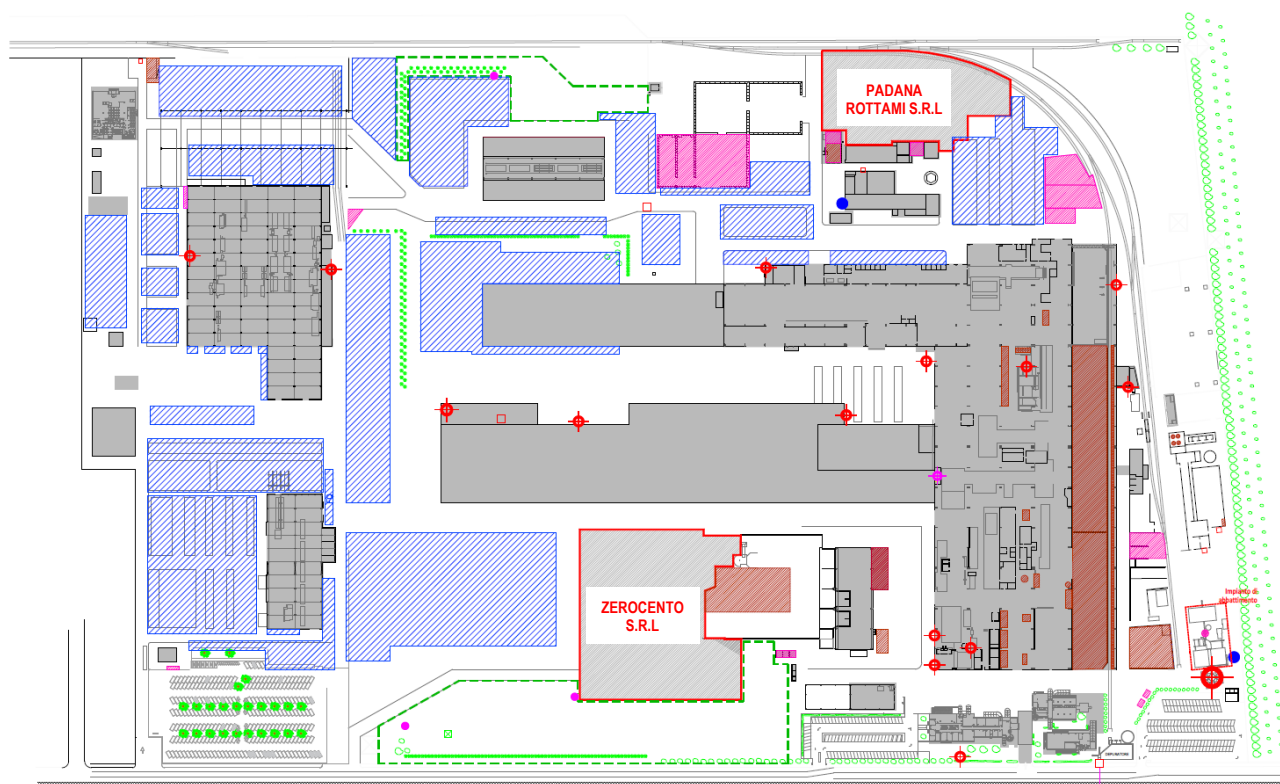 PADANA
ROTTAMI S.R.L
ZEROCENTO
S.R.L
Impianto di
abbattimento